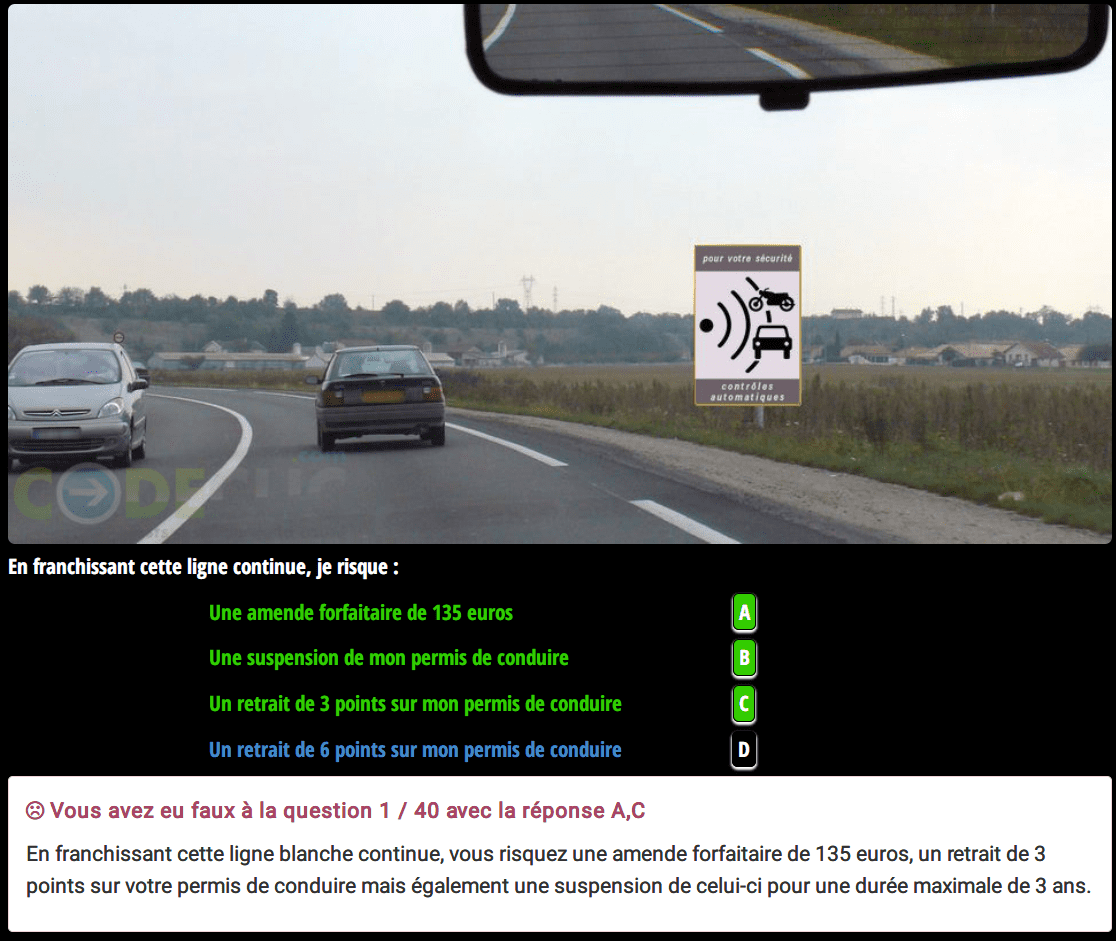 pour votre sécurité
contrôles
automatiques
CODE
En franchissant cette ligne continue, je risque :
Une amende forfaitaire de 135 euros A
Une suspension de mon permis de conduire B
Un retrait de 3 points sur mon permis de conduire C
Un retrait de 6 points sur mon permis de conduire D
Vous avez eu faux à la question 1 / 40 avec la réponse A,C
En franchissant cette ligne blanche continue, vous risquez une amende forfaitaire de 135 euros, un retrait de 3
points sur votre permis de conduire mais également une suspension de celui-ci pour une durée maximale de 3 ans.